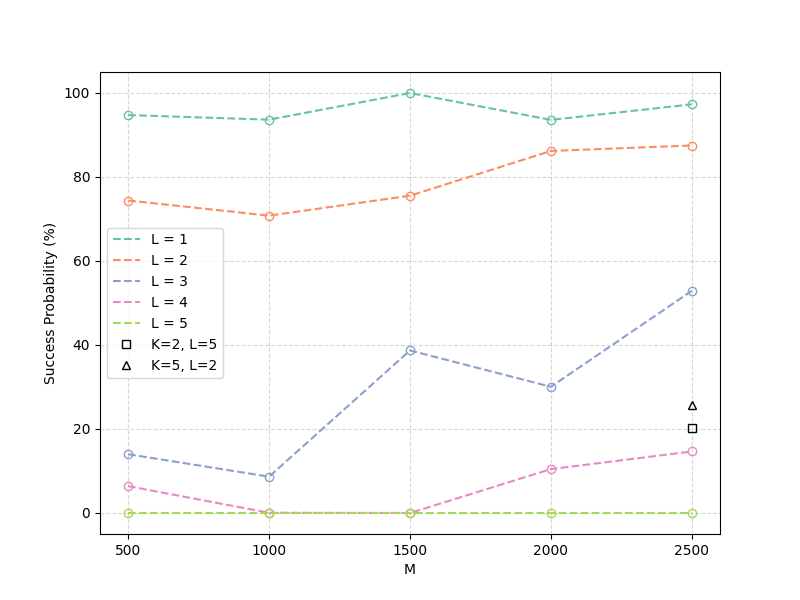 100
80
60
40
20
0
Success Probability (%)
L = 1
L = 2
L = 3
L = 4
L = 5
K=2, L=5
K=5, L=2
500 1000 1500 2000 2500
M